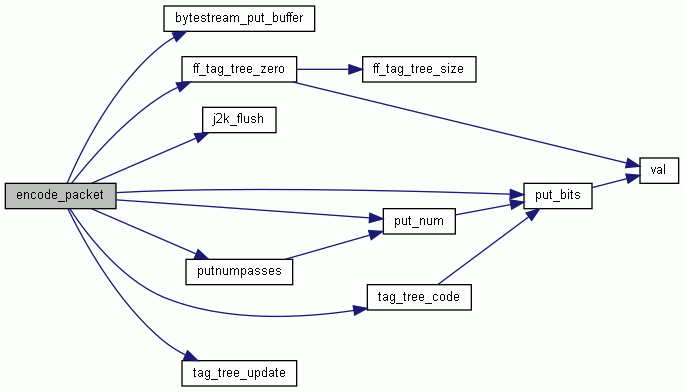 bytestream_put_buffer
ff_tag_tree_zero
ff_tag_tree_size
j2k_flush
val
encode_packet
put_bits
put_num
putnumpasses
tag_tree_code
tag_tree_update